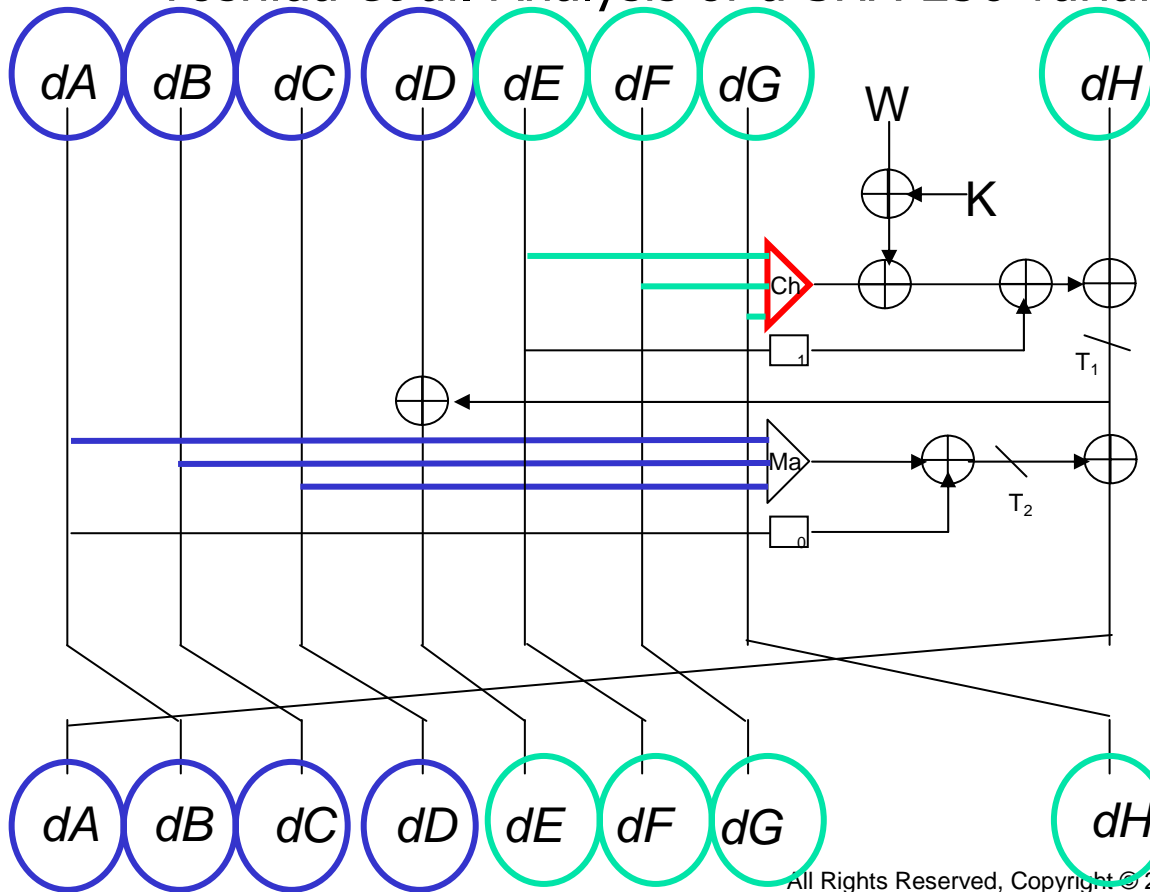 dA dB dC dD dE dF dG dH
W
K
Ch
1
T₁
Ma
T₂
0
dA dB dC dD dE dF dG dH
All Rights Reserved, Copyright ©